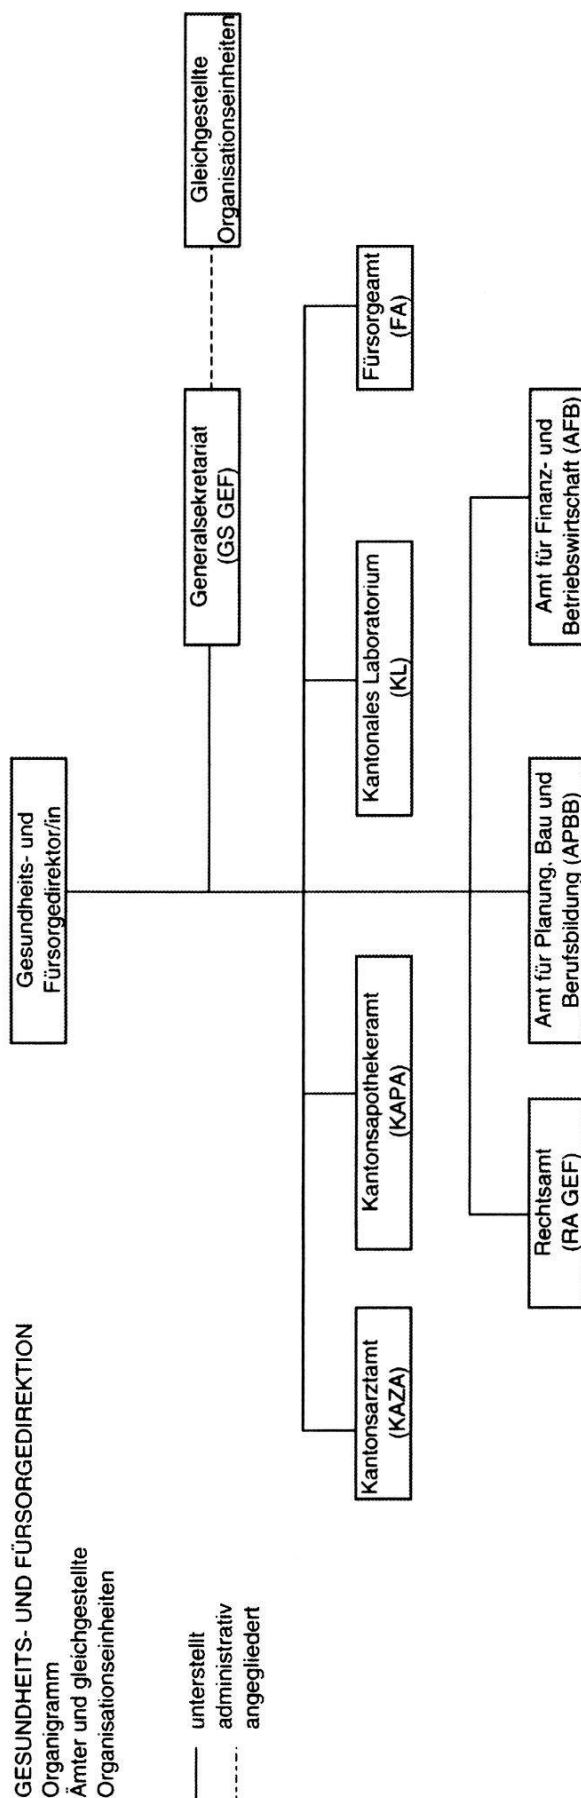 GESUNDHEITS- UND FÜRSORGEDIREKTION
Organigramm
Ämter und gleichgestellte
Organisationseinheiten
unterstellt
administrativ
angegliedert
Gesundheits- und
Fürsorgedirektor/in
Generalsekretariat
(GS GEF)
Gleichgestellte
Organisationseinheiten
Kantonsarztamt
(KAZA)
Kantonsapothekeramt
(KAPA)
Kantonales Laboratorium
(KL)
Fürsorgeamt
(FA)
Rechtsamt
(RA GEF)
Amt für Planung, Bau und
Berufsbildung (APBB)
Amt für Finanz- und
Betriebswirtschaft (AFB)